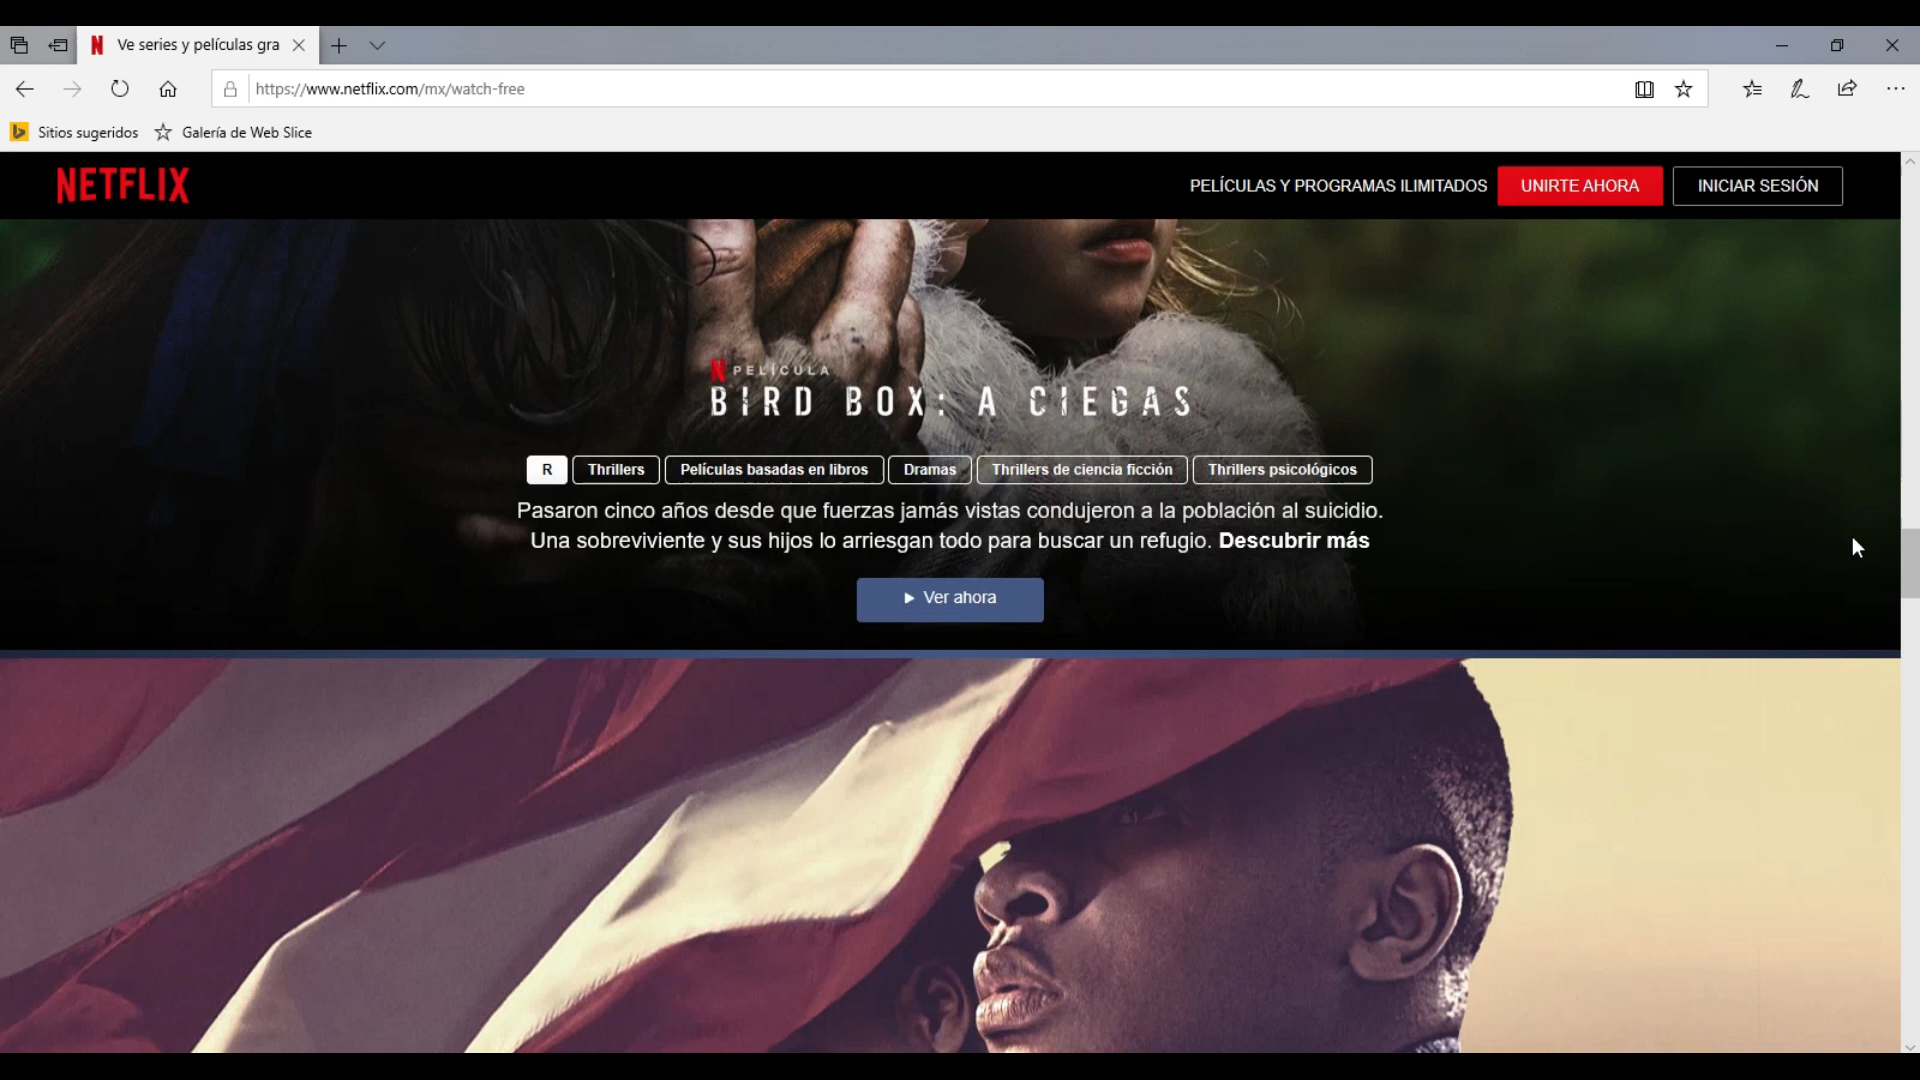 Ve series y películas gra
https://www.netflix.com/mx/watch-free
Sitios sugeridos Galería de Web Slice
NETFLIX PELÍCULAS Y PROGRAMAS ILIMITADOS UNIRTE AHORA INICIAR SESIÓN
N PELÍCULA
BIRD BOX: A CIEGAS
R Thrillers Películas basadas en libros Dramas Thrillers de ciencia ficción Thrillers psicológicos
Pasaron cinco años desde que fuerzas jamás vistas condujeron a la población al suicidio.
Una sobreviviente y sus hijos lo arriesgan todo para buscar un refugio. Descubrir más
Ver ahora